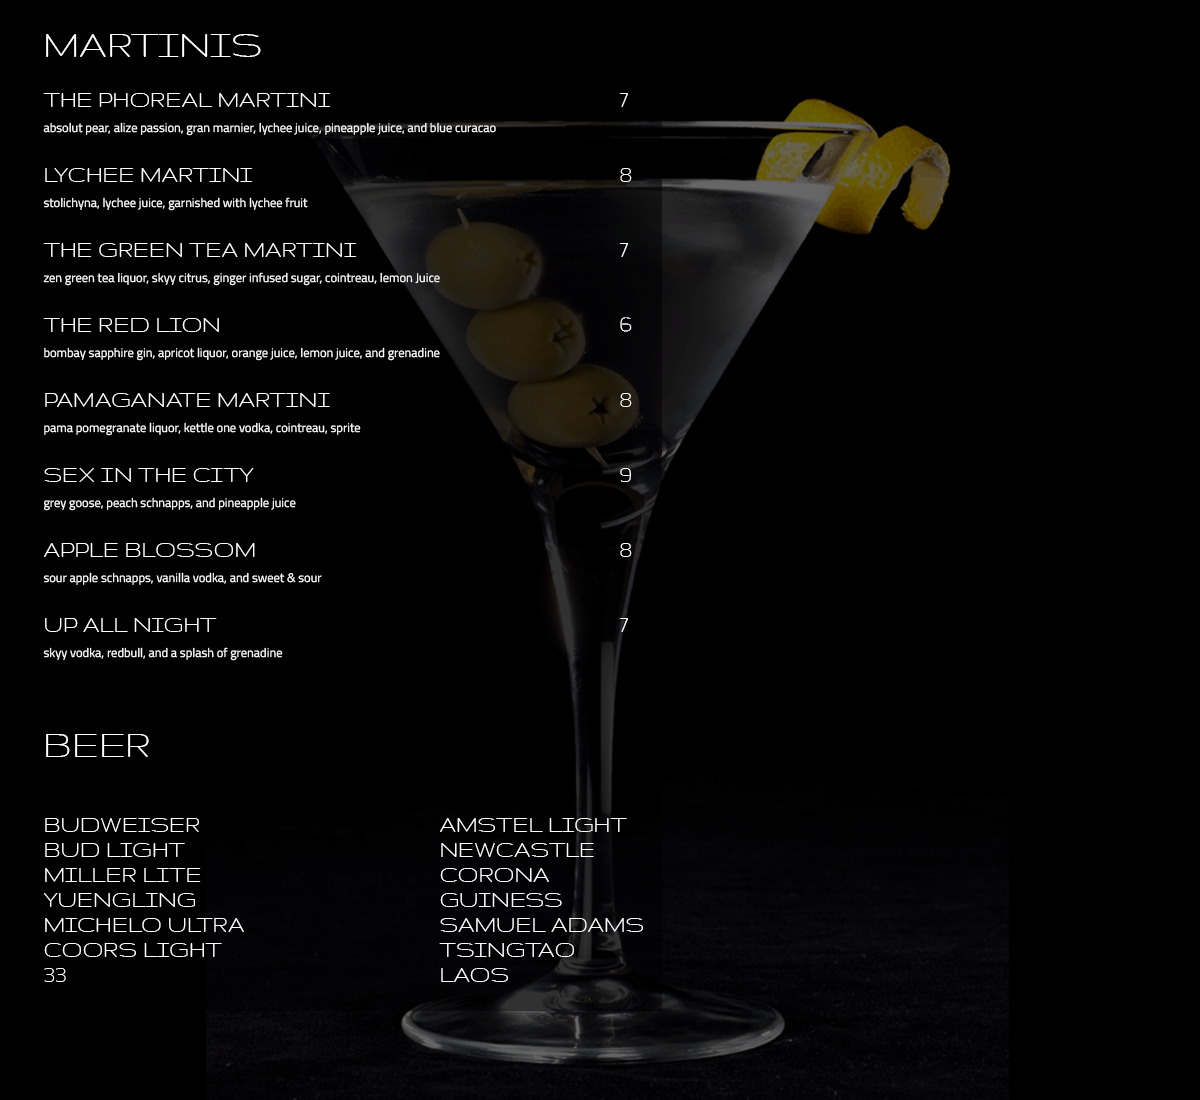 MARTINIS
THE PHOREAL MARTINI 7
absolut pear, alize passion, gran marnier, lychee juice, pineapple juice, and blue curacao
LYCHEE MARTINI 8
stolichyna, lychee juice, garnished with lychee fruit
THE GREEN TEA MARTINI 7
zen green tea liquor, skyy citrus, ginger infused sugar, cointreau, lemon Juice
THE RED LION 6
bombay sapphire gin, apricot liquor, orange juice, lemon juice, and grenadine
PAMAGANATE MARTINI 8
pama pomegranate liquor, kettle one vodka, cointreau, sprite
SEX IN THE CITY 9
grey goose, peach schnapps, and pineapple juice
APPLE BLOSSOM 8
sour apple schnapps, vanilla vodka, and sweet & sour
UP ALL NIGHT 7
skyy vodka, redbull, and a splash of grenadine
BEER
BUDWEISER
BUD LIGHT
MILLER LITE
YUENGLING
MICHELO ULTRA
COORS LIGHT
33
AMSTEL LIGHT
NEWCASTLE
CORONA
GUINESS
SAMUEL ADAMS
TSINGTAO
LAOS